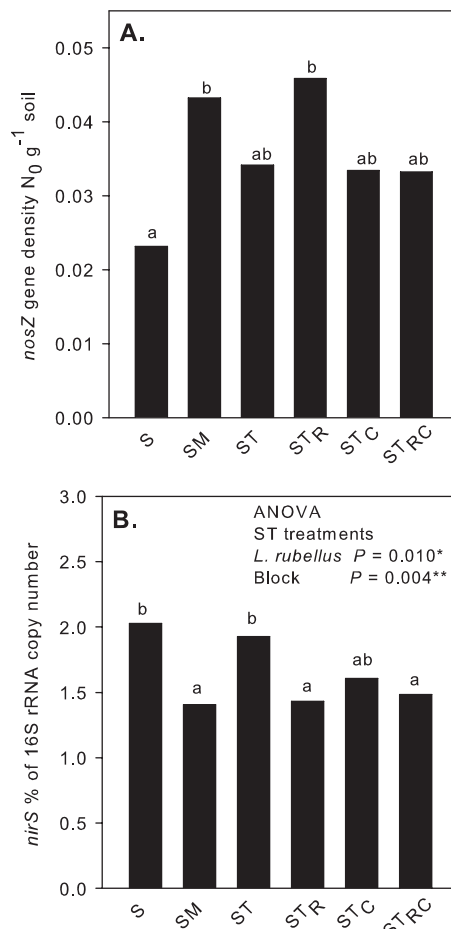 A.
nosZ gene density N0 g-1 soil
0.05
0.04
0.03
0.02
0.01
0.00
a
b
ab
b
ab
ab
S
SM
ST
STR
STC
STRC
B.
nirS % of 16S rRNA copy number
3.0
2.5
2.0
1.5
1.0
0.5
0.0
ANOVA
ST treatments
L. rubellus P = 0.010*
Block P = 0.004**
b
a
b
a
ab
a
S
SM
ST
STR
STC
STRC